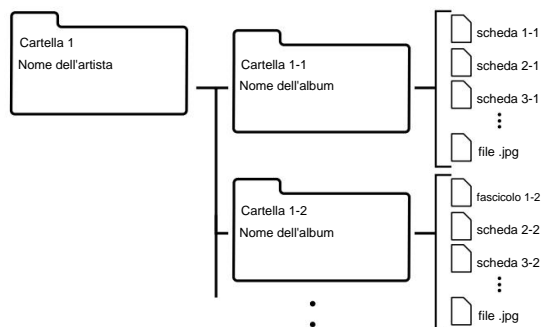 Cartella 1
Nome dell'artista
Cartella 1-1
Nome dell'album
scheda 1-1
scheda 2-1
scheda 3-1
file .jpg
Cartella 1-2
Nome dell'album
fascicolo 1-2
scheda 2-2
scheda 3-2
file .jpg